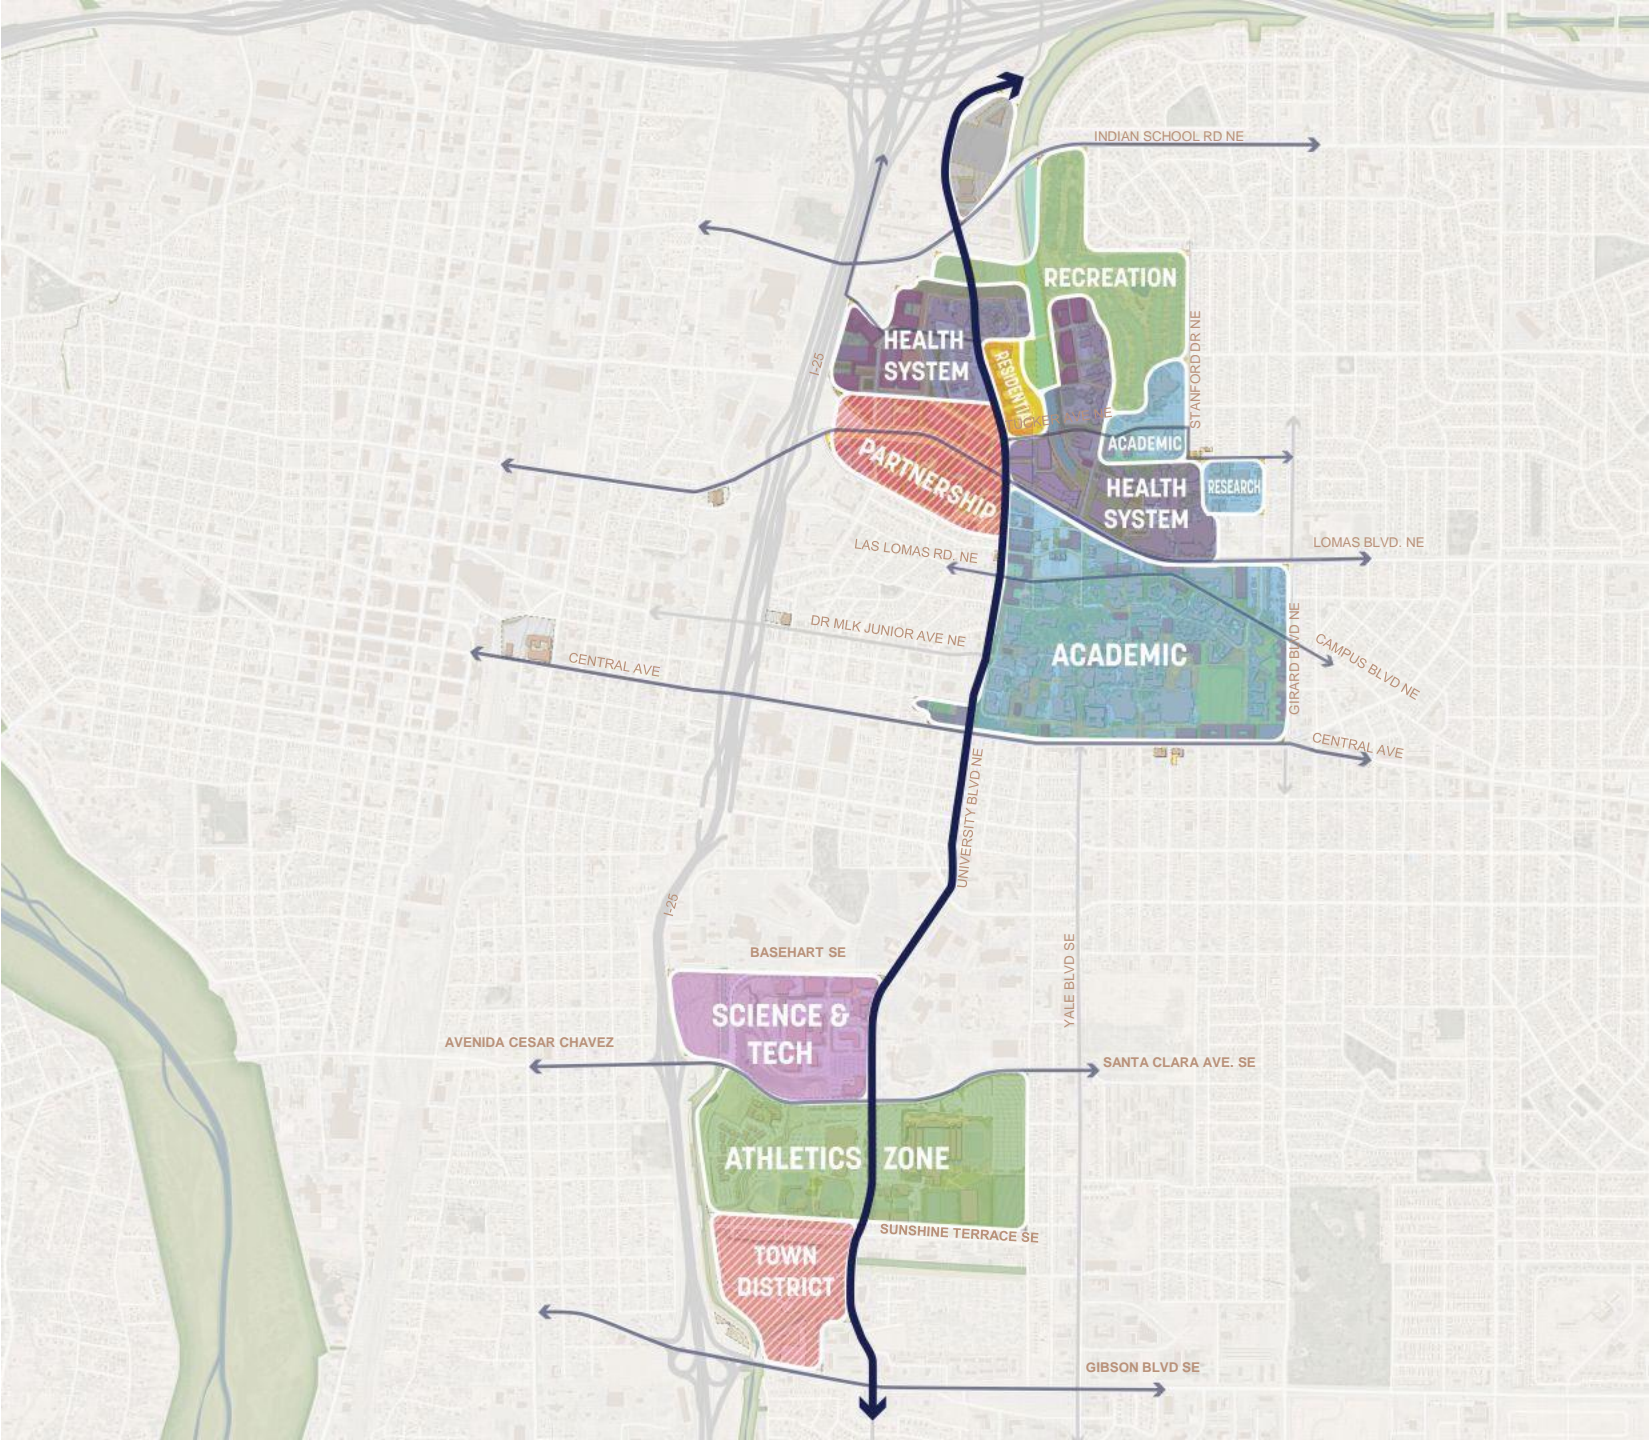 INDIAN SCHOOL RD NE
RECREATION
STANFORD DR NE
HEALTH
SYSTEM
I-25
RESIDENTIAL
ACADEMIC
PARTNERSHIP
HEALTH
SYSTEM
RESEARCH
LAS LOMAS RD. NE
LOMAS BLVD. NE
DR MLK JUNIOR AVE NE
CENTRAL AVE
ACADEMIC
GIRARD BLVD NE
CAMPUS BLVD NE
CENTRAL AVE
UNIVERSITY BLVD NE
I-25
BASEHART SE
YALE BLVD SE
SCIENCE &
TECH
AVENIDA CESAR CHAVEZ
SANTA CLARA AVE. SE
ATHLETICS ZONE
SUNSHINE TERRACE SE
TOWN
DISTRICT
GIBSON BLVD SE